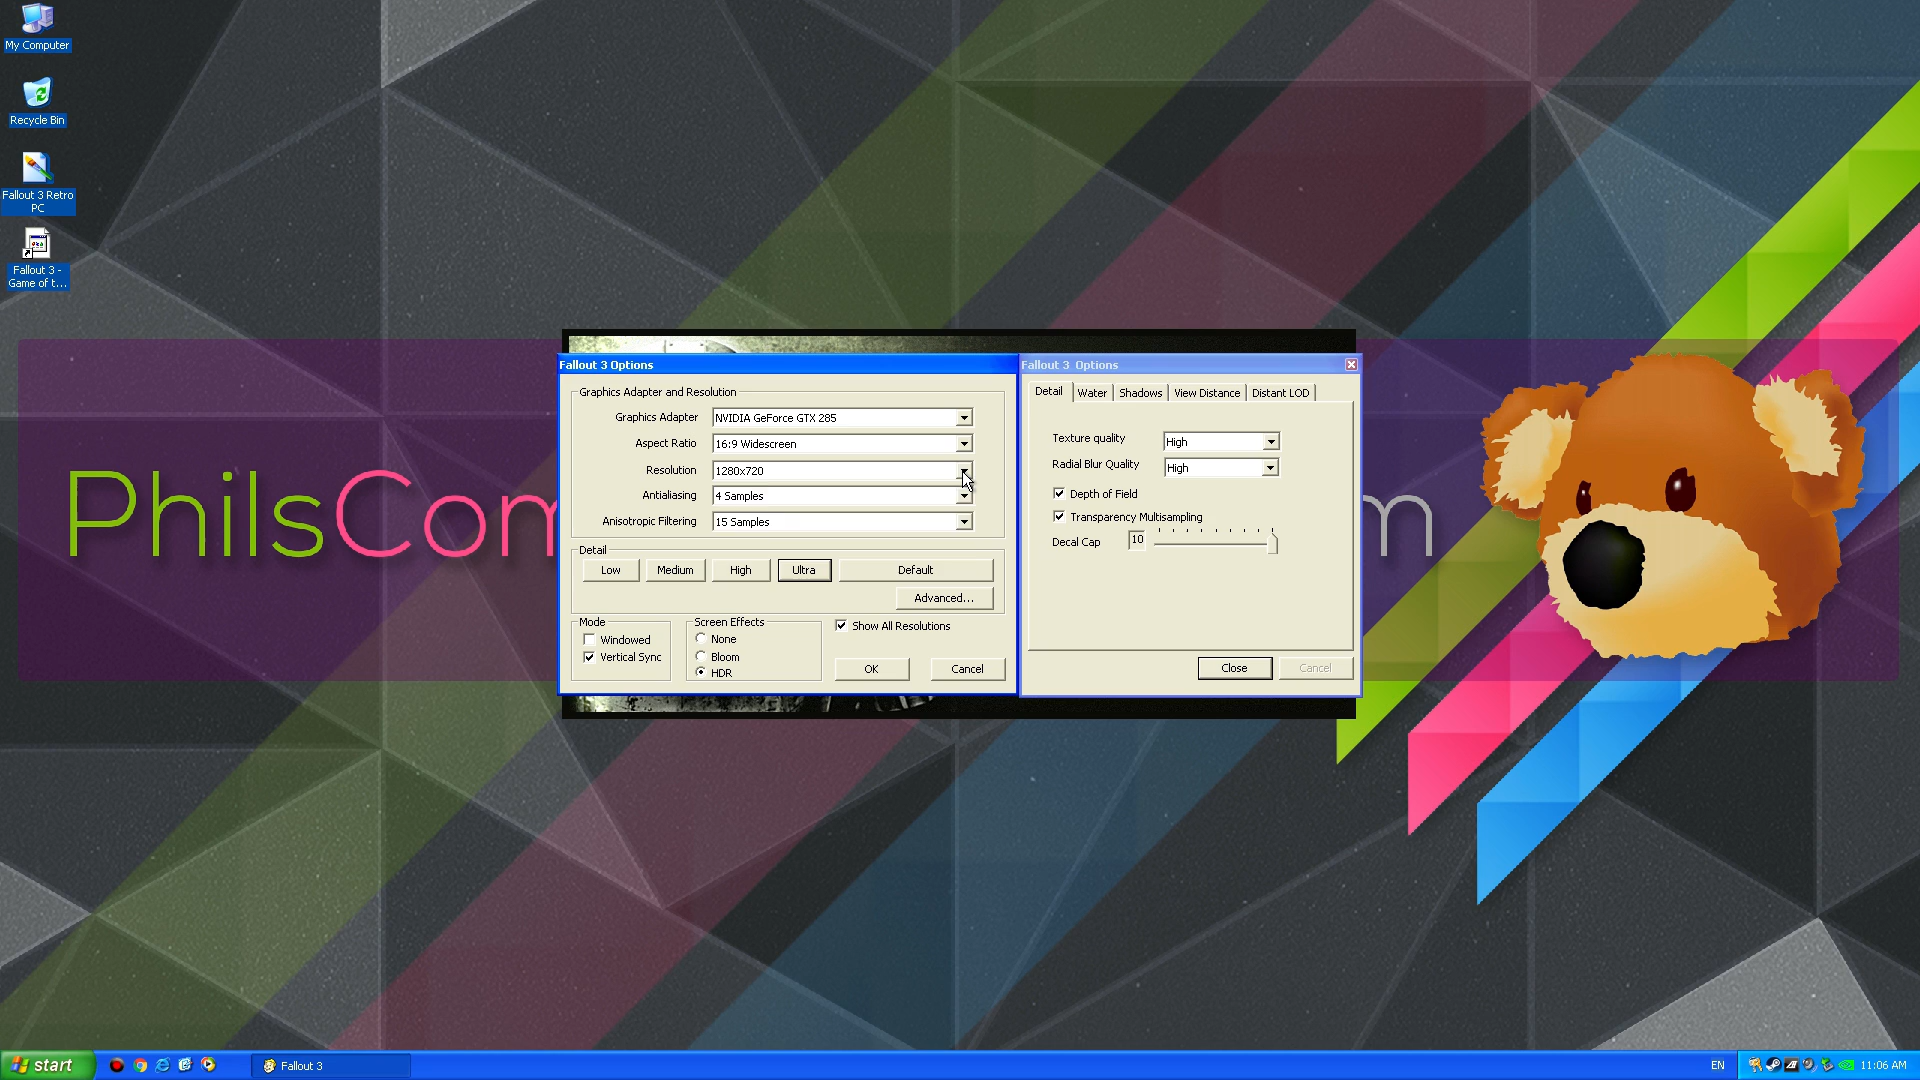 My Computer
Recycle Bin
Fallout 3 Retro
PC
Fallout 3 -
Game of t...
PhilsCom
m
Fallout 3 Options
Graphics Adapter and Resolution
Graphics Adapter NVIDIA GeForce GTX 285
Aspect Ratio 16:9 Widescreen
Resolution 1280x720
Antialiasing 4 Samples
Anisotropic Filtering 15 Samples
Detail
Low Medium High Ultra Default
Advanced...
Mode
Windowed
Vertical Sync
Screen Effects
None
Bloom
HDR
Show All Resolutions
OK Cancel
Fallout 3 Options
Detail Water Shadows View Distance Distant LOD
Texture quality High
Radial Blur Quality High
Depth of Field
Transparency Multisampling
Decal Cap 10
Close Cancel
start
Fallout 3
EN
11:06 AM